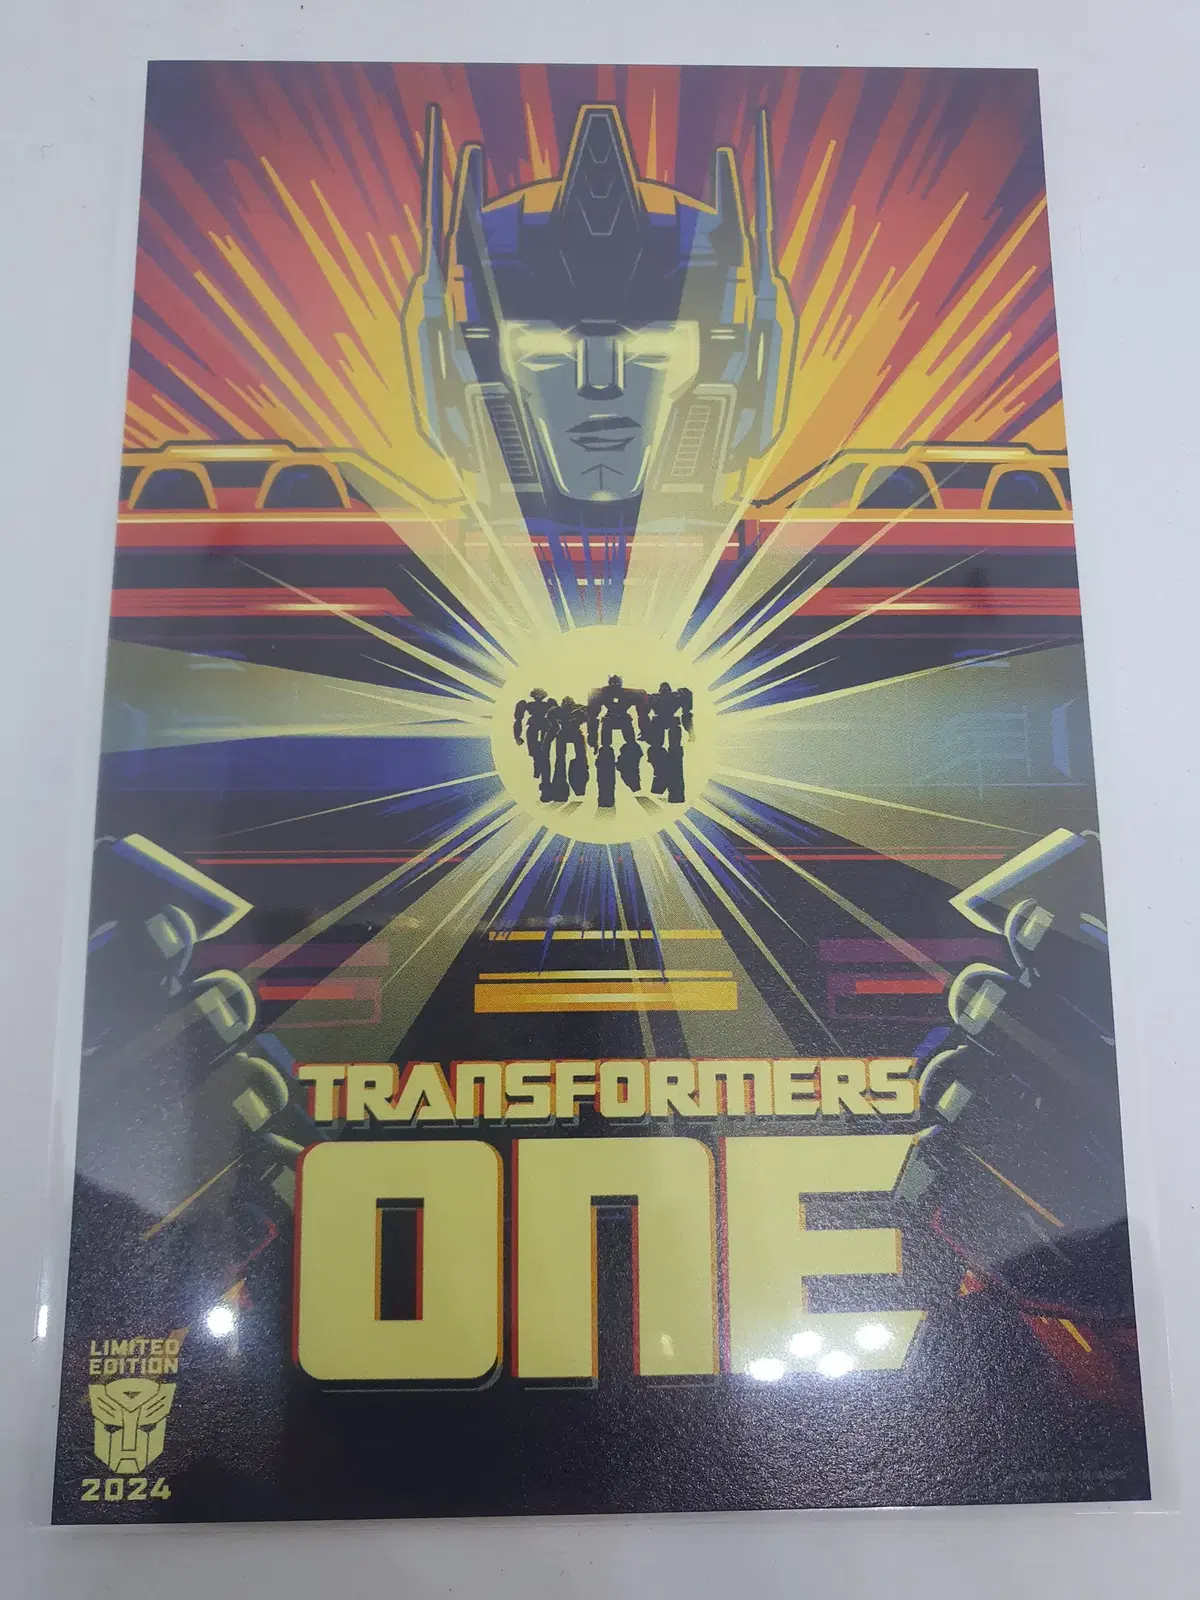 TRANSFORMERS
ONE
LIMITED
EDITION
2024